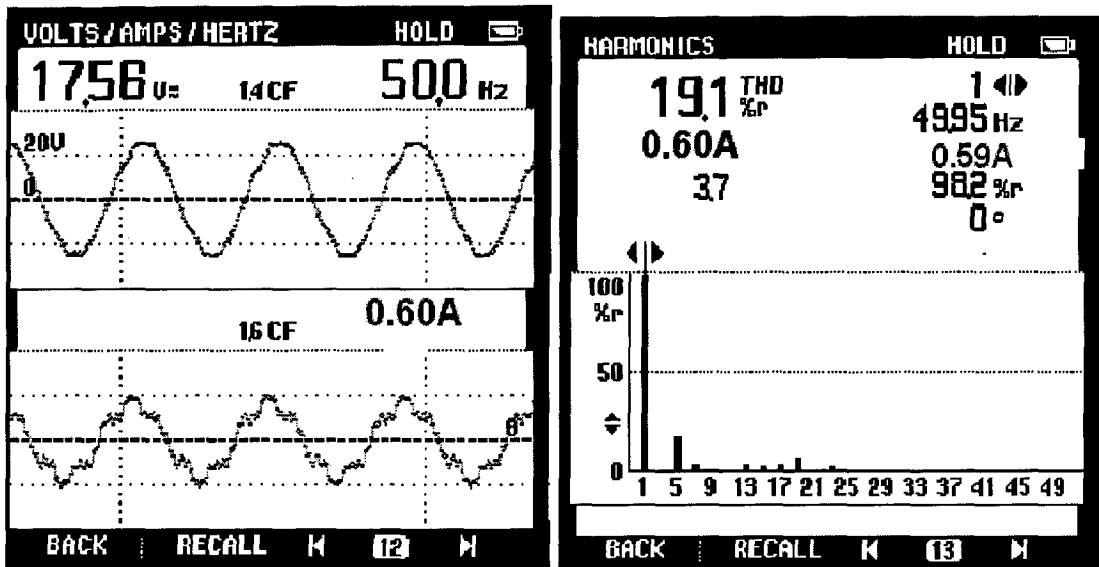 VOLTS/AMPS/HERTZ HOLD
17,56 V≂ 1,4 CF 50,0 Hz
20V
0
1,6 CF 0.60A
0
BACK RECALL 12
HARMONICS HOLD
19,1 THD %r 1
49,95 Hz
0.60A 0.59A
3,7 98,2 %r
0°
100
%r
50
0
1 5 9 13 17 21 25 29 33 37 41 45 49
BACK RECALL 13